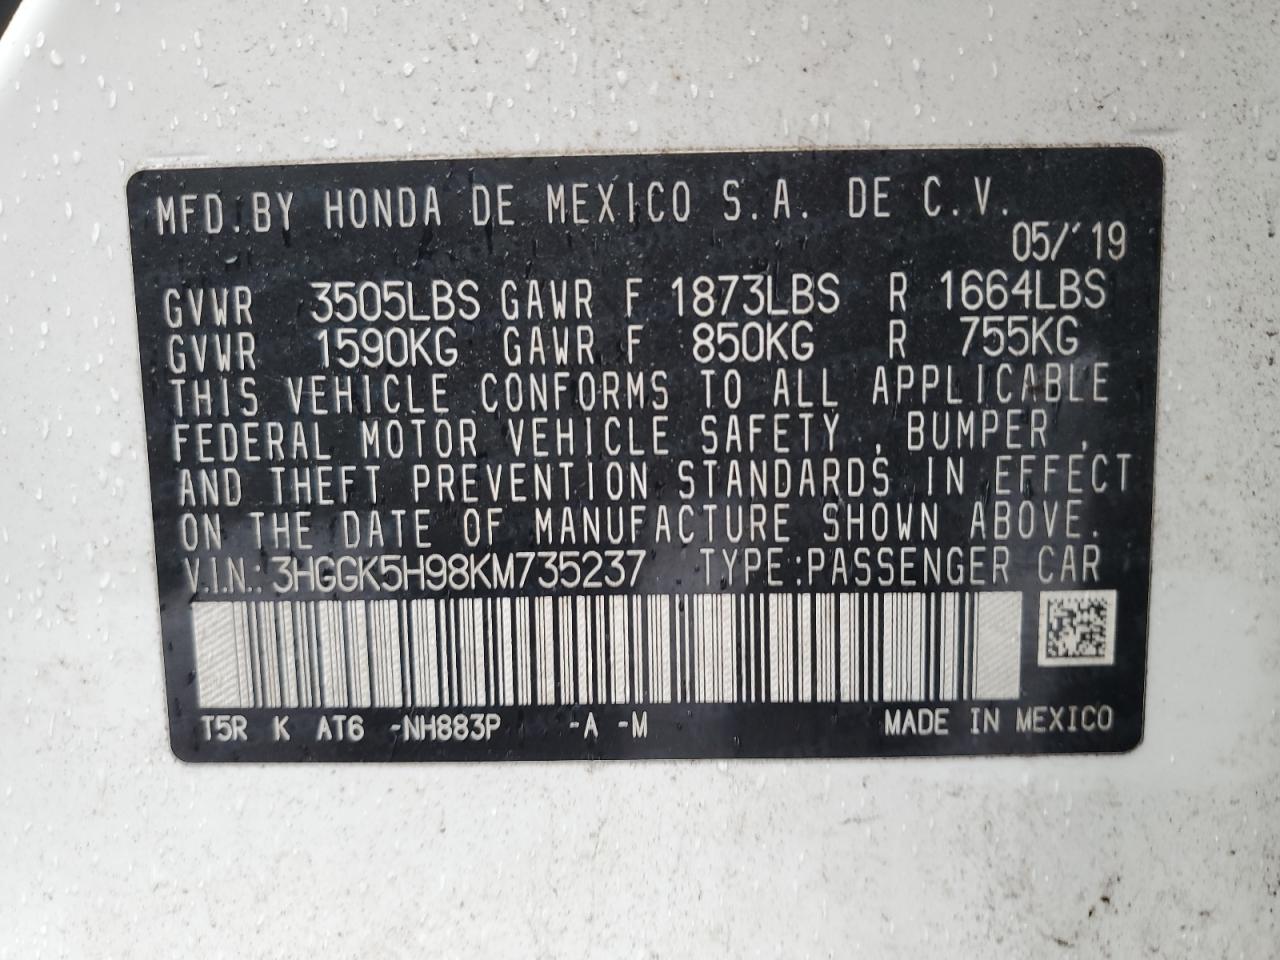 MFD. BY HONDA DE MEXICO S.A. DE C.V.
05/'19
GVWR 3505LBS GAWR F 1873LBS R 1664LBS
GVWR 1590KG GAWR F 850KG R 755KG
THIS VEHICLE CONFORMS TO ALL APPLICABLE
FEDERAL MOTOR VEHICLE SAFETY , BUMPER ,
AND THEFT PREVENTION STANDARDS IN EFFECT
ON THE DATE OF MANUFACTURE SHOWN ABOVE.
V.I.N.: 3HGGK5H98KM735237 TYPE:PASSENGER CAR
T5R K AT6 -NH883P -A -M MADE IN MEXICO